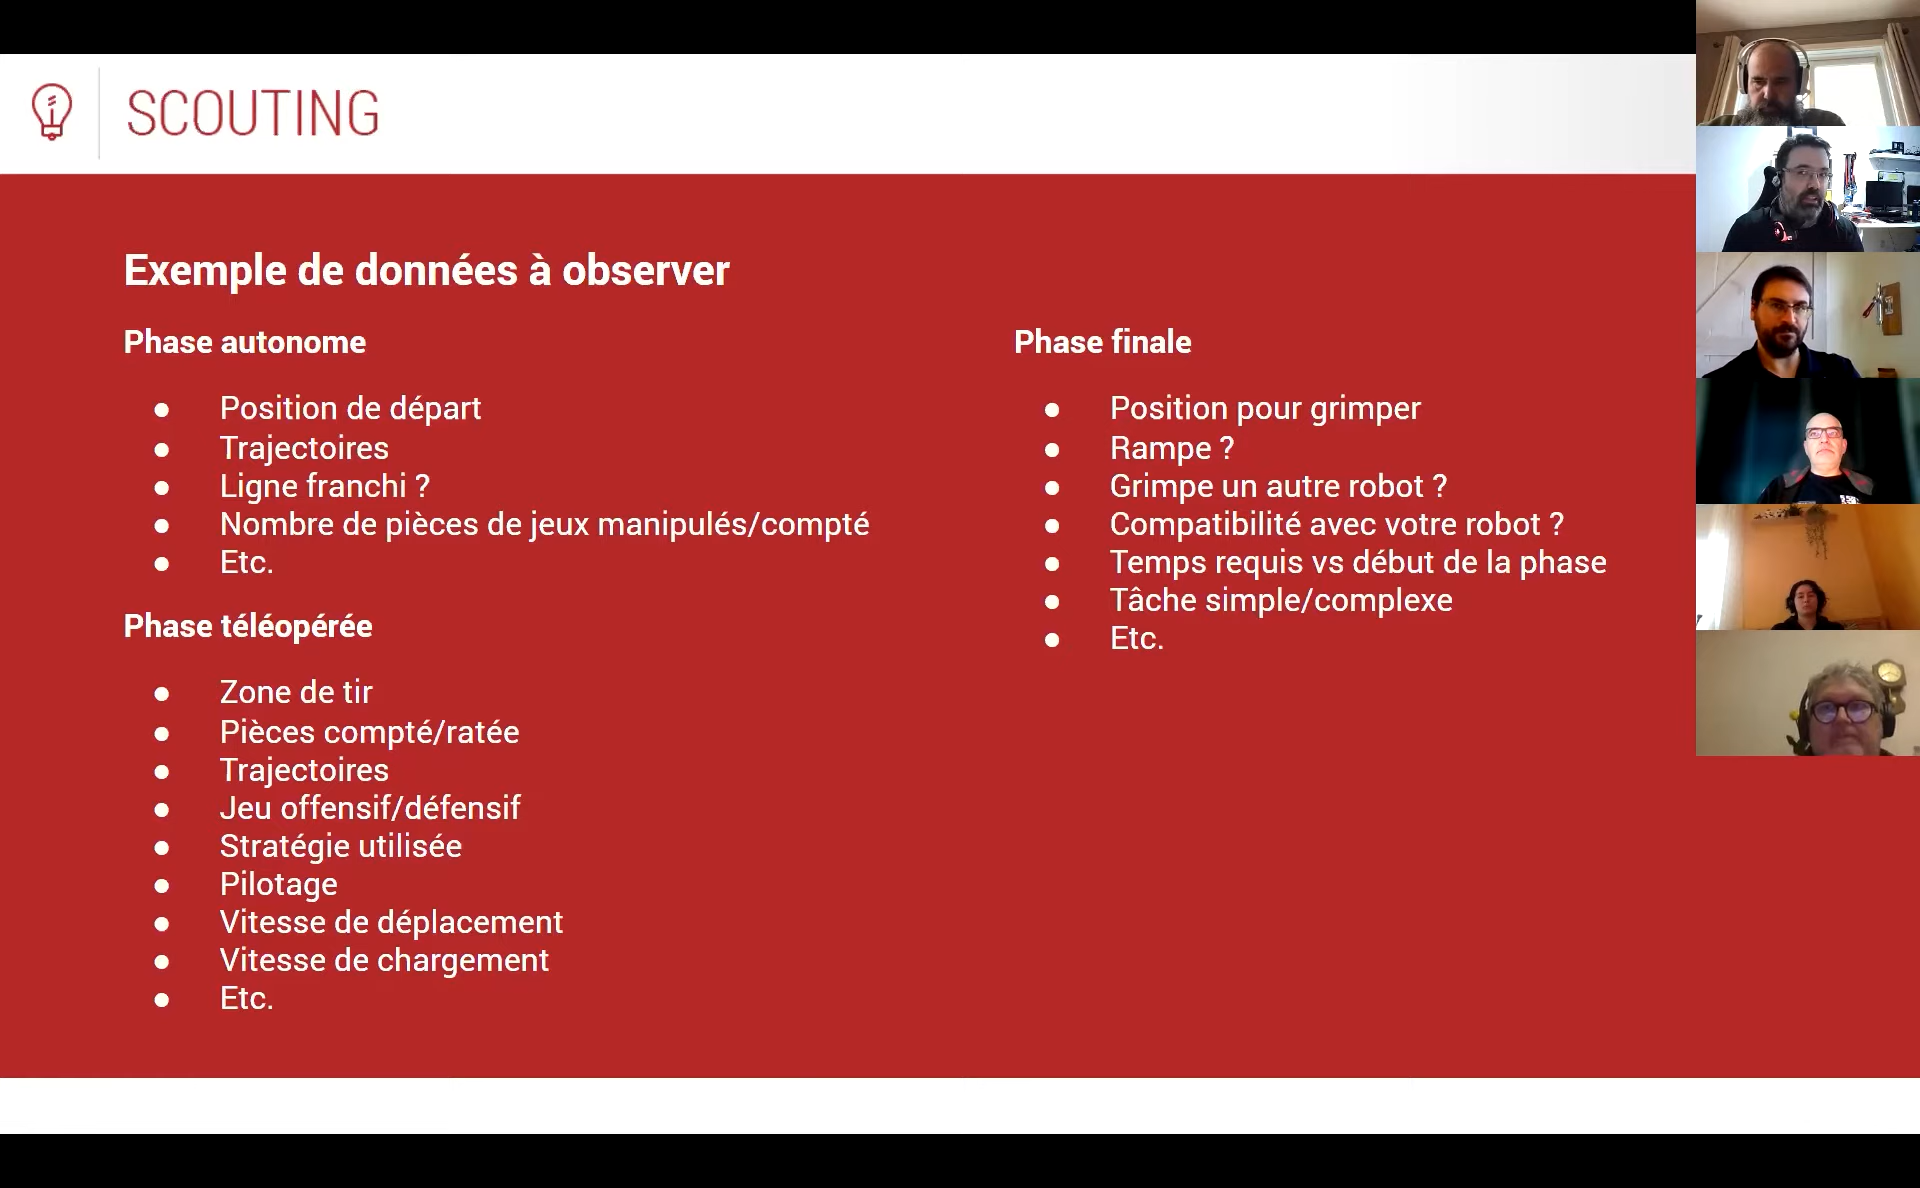 SCOUTING
Exemple de données à observer
Phase autonome
● Position de départ
● Trajectoires
● Ligne franchi ?
● Nombre de pièces de jeux manipulés/compté
● Etc.
Phase téléopérée
● Zone de tir
● Pièces compté/ratée
● Trajectoires
● Jeu offensif/défensif
● Stratégie utilisée
● Pilotage
● Vitesse de déplacement
● Vitesse de chargement
● Etc.
Phase finale
● Position pour grimper
● Rampe ?
● Grimpe un autre robot ?
● Compatibilité avec votre robot ?
● Temps requis vs début de la phase
● Tâche simple/complexe
● Etc.